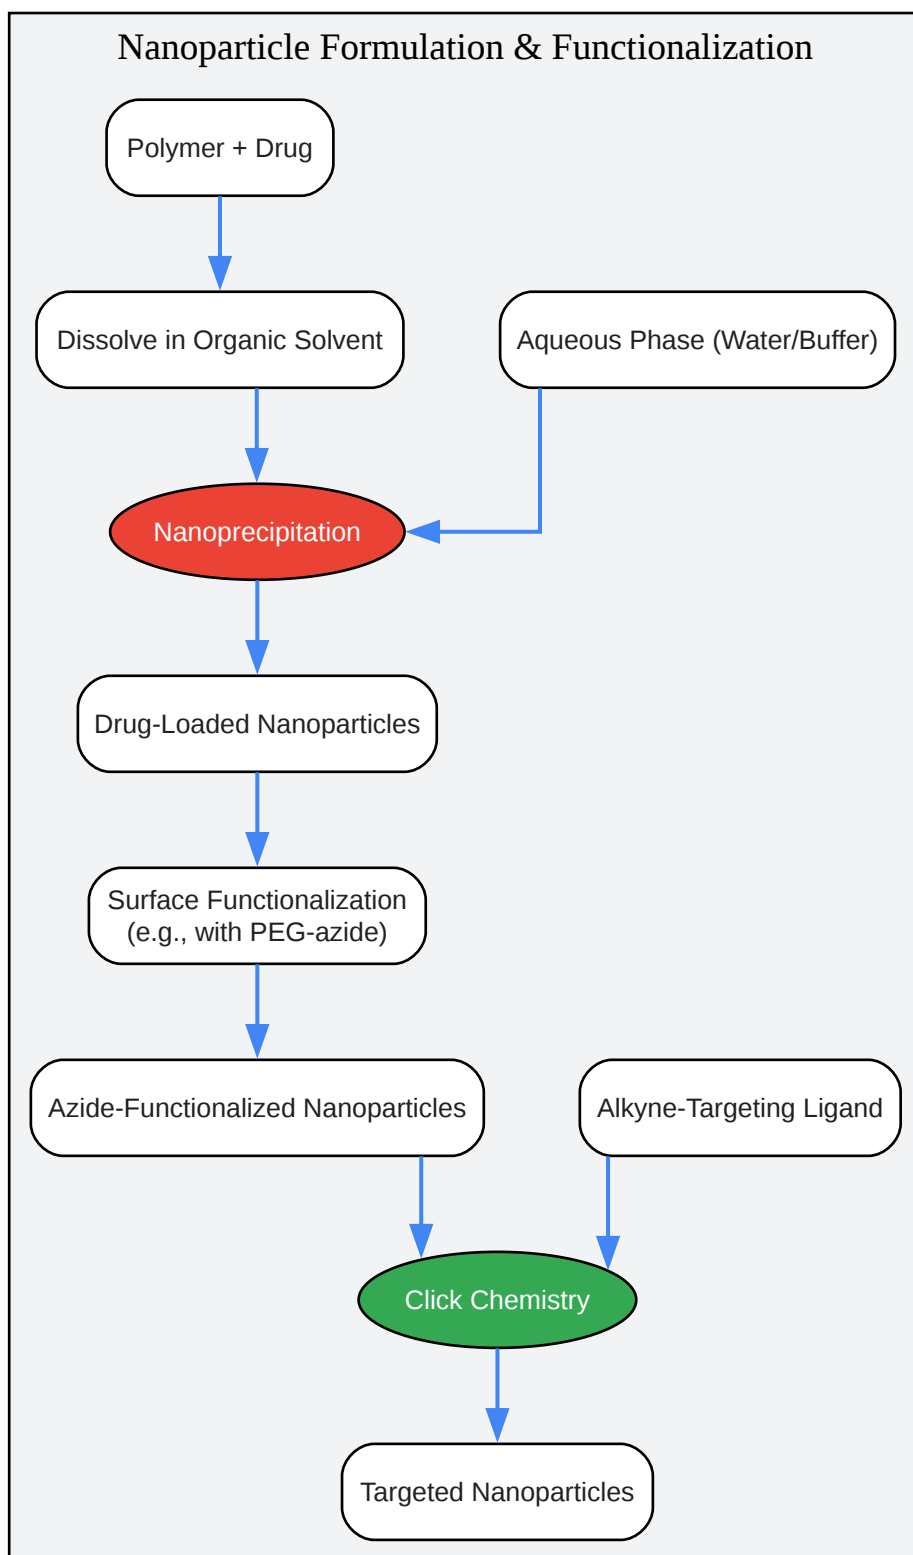 Nanoparticle Formulation & Functionalization
Polymer + Drug
Dissolve in Organic Solvent
Aqueous Phase (Water/Buffer)
Nanoprecipitation
Drug-Loaded Nanoparticles
Surface Functionalization
(e.g., with PEG-azide)
Azide-Functionalized Nanoparticles
Alkyne-Targeting Ligand
Click Chemistry
Targeted Nanoparticles